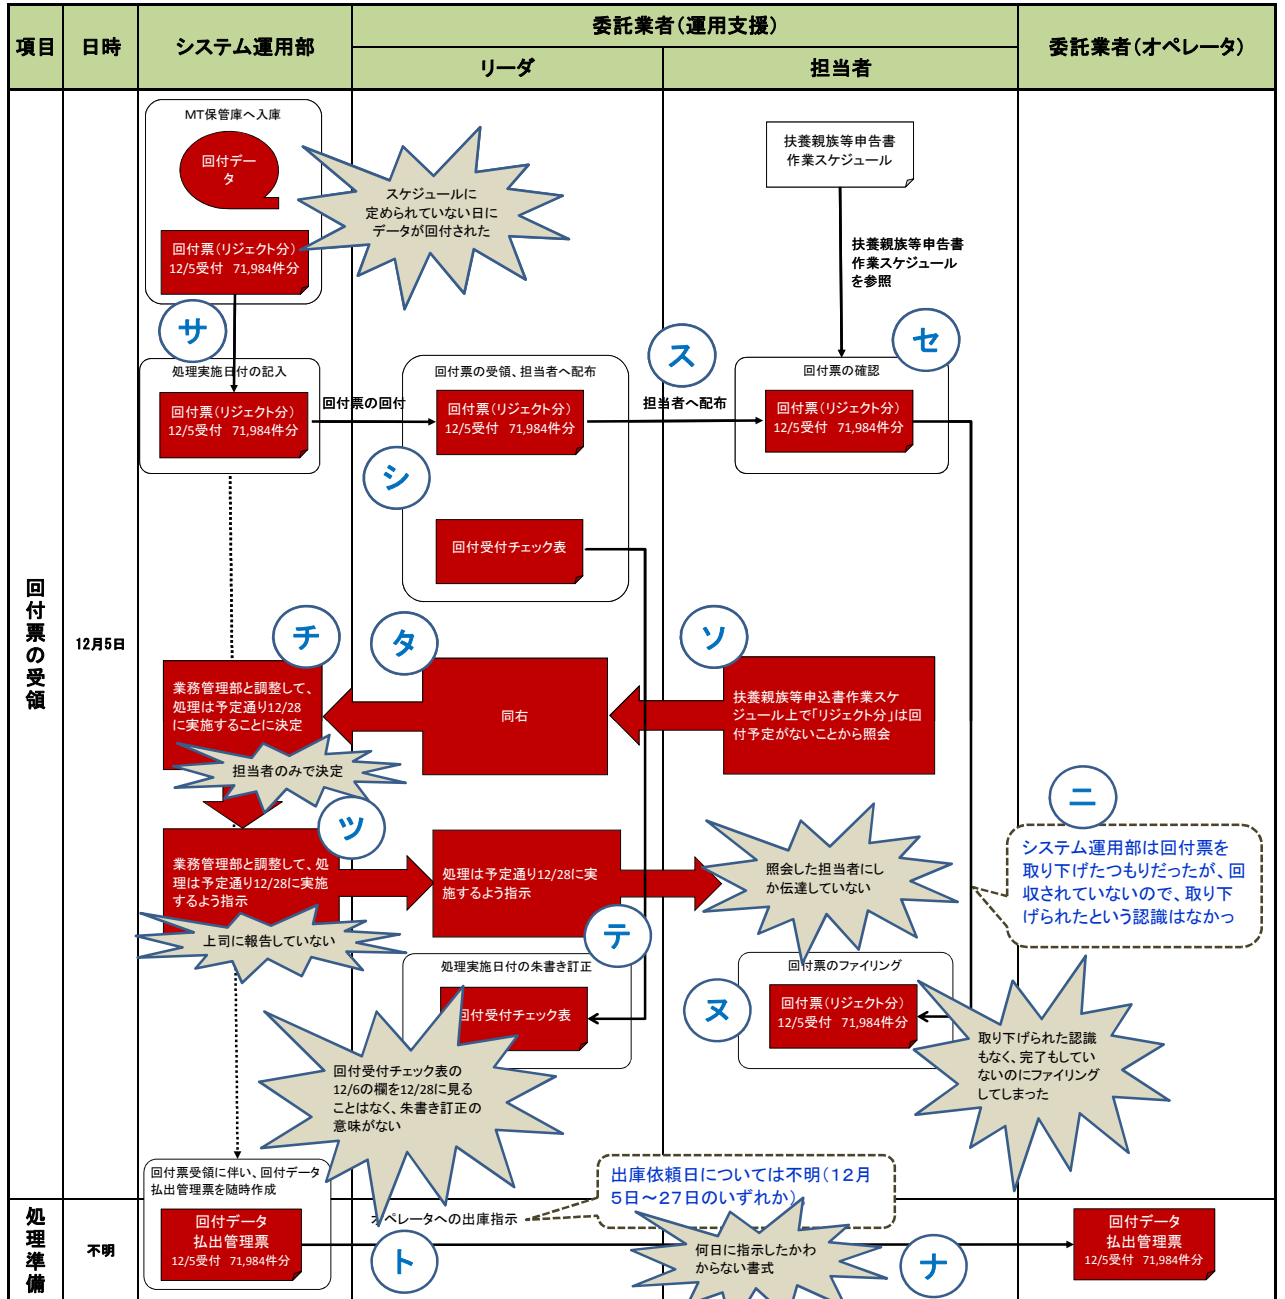 項目
日時
システム運用部
委託業者（運用支援）
リーダ
担当者
委託業者（オペレータ）
回付票の受領
12月5日
MT保管庫へ入庫
回付デー
タ
回付票（リジェクト分）
12/5受付　71,984件分
スケジュールに
定められていない日に
データが回付された
扶養親族等申告書
作業スケジュール
扶養親族等申告書
作業スケジュール
を参照
サ
処理実施日付の記入
回付票（リジェクト分）
12/5受付　71,984件分
回付票の回付
回付票の受領、担当者へ配布
回付票（リジェクト分）
12/5受付　71,984件分
シ
回付受付チェック表
ス
担当者へ配布
セ
回付票の確認
回付票（リジェクト分）
12/5受付　71,984件分
ソ
扶養親族等申込書作業スケ
ジュール上で「リジェクト分」は回
付予定がないことから照会
タ
同右
チ
業務管理部と調整して、
処理は予定通り12/28
に実施することに決定
担当者のみで決定
ツ
業務管理部と調整して、処
理は予定通り12/28に実施
するよう指示
上司に報告していない
処理は予定通り12/28に実
施するよう指示
テ
照会した担当者にし
か伝達していない
ニ
システム運用部は回付票を
取り下げたつもりだったが、回
収されていないので、取り下
げられたという認識はなかっ
処理実施日付の朱書き訂正
回付受付チェック表
回付受付チェック表の
12/6の欄を12/28に見る
ことはなく、朱書き訂正の
意味がない
ヌ
回付票のファイリング
回付票（リジェクト分）
12/5受付　71,984件分
取り下げられた認識
もなく、完了もしてい
ないのにファイリング
してしまった
回付票受領に伴い、回付データ
払出管理票を随時作成
処理準備
不明
回付データ
払出管理票
12/5受付　71,984件分
オペレータへの出庫指示
ト
出庫依頼日については不明（12月
5日～27日のいずれか）
何日に指示したかわ
からない書式
ナ
回付データ
払出管理票
12/5受付　71,984件分